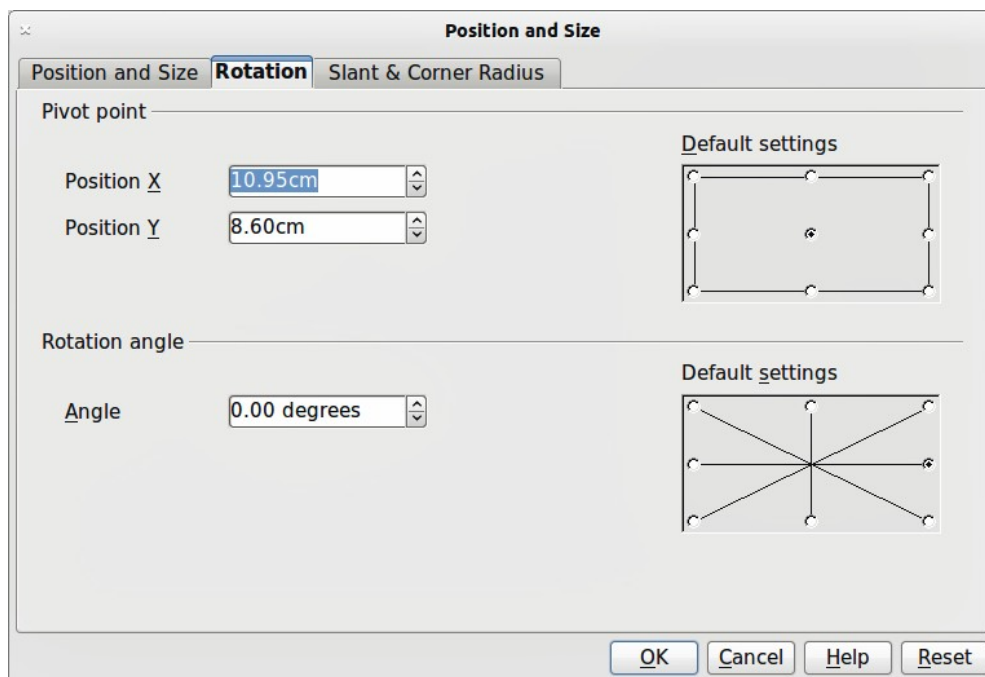 Position and Size
Position and Size Rotation Slant & Corner Radius
Pivot point
Default settings
Position X 10.95cm
Position Y 8.60cm
Rotation angle
Default settings
Angle 0.00 degrees
OK Cancel Help Reset